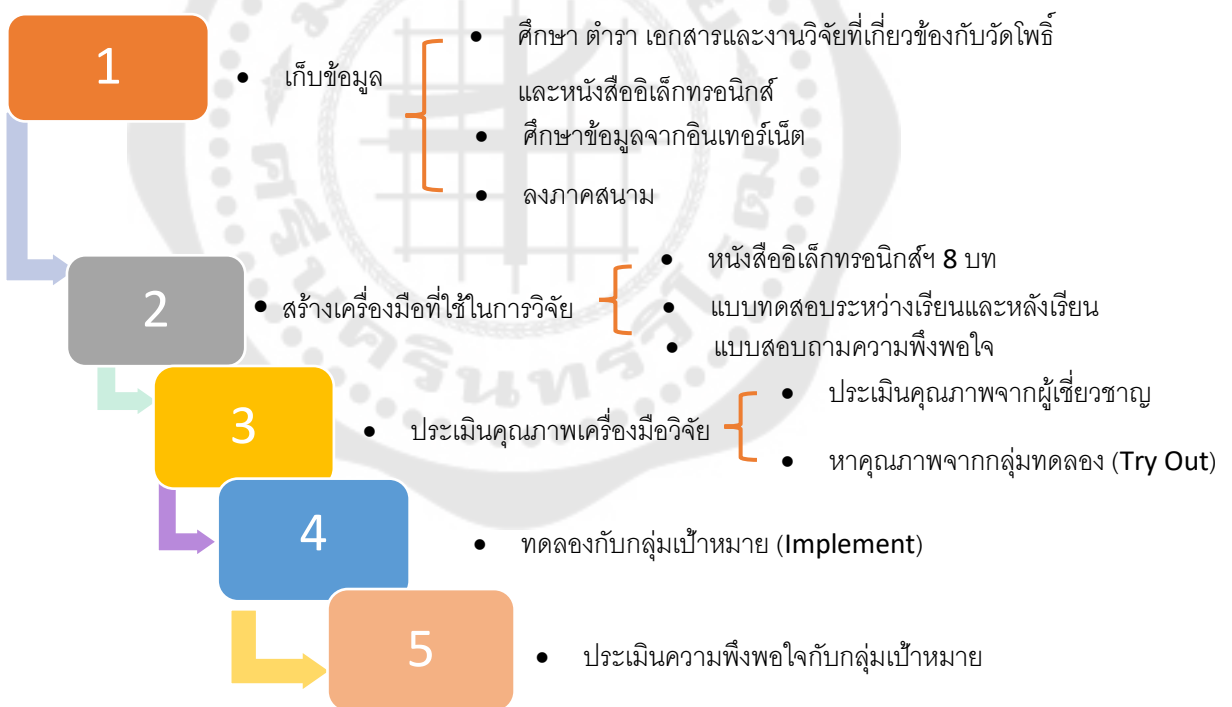 1
• เก็บข้อมูล
• ศึกษา ตำรา เอกสารและงานวิจัยที่เกี่ยวข้องกับวัดโพธิ์
และหนังสืออิเล็กทรอนิกส์
• ศึกษาข้อมูลจากอินเทอร์เน็ต
• ลงภาคสนาม
2
• สร้างเครื่องมือที่ใช้ในการวิจัย
• หนังสืออิเล็กทรอนิกส์ฯ 8 บท
• แบบทดสอบระหว่างเรียนและหลังเรียน
• แบบสอบถามความพึงพอใจ
3
• ประเมินคุณภาพเครื่องมือวิจัย
• ประเมินคุณภาพจากผู้เชี่ยวชาญ
• หาคุณภาพจากกลุ่มทดลอง (Try Out)
4
• ทดลองกับกลุ่มเป้าหมาย (Implement)
5
• ประเมินความพึงพอใจกับกลุ่มเป้าหมาย